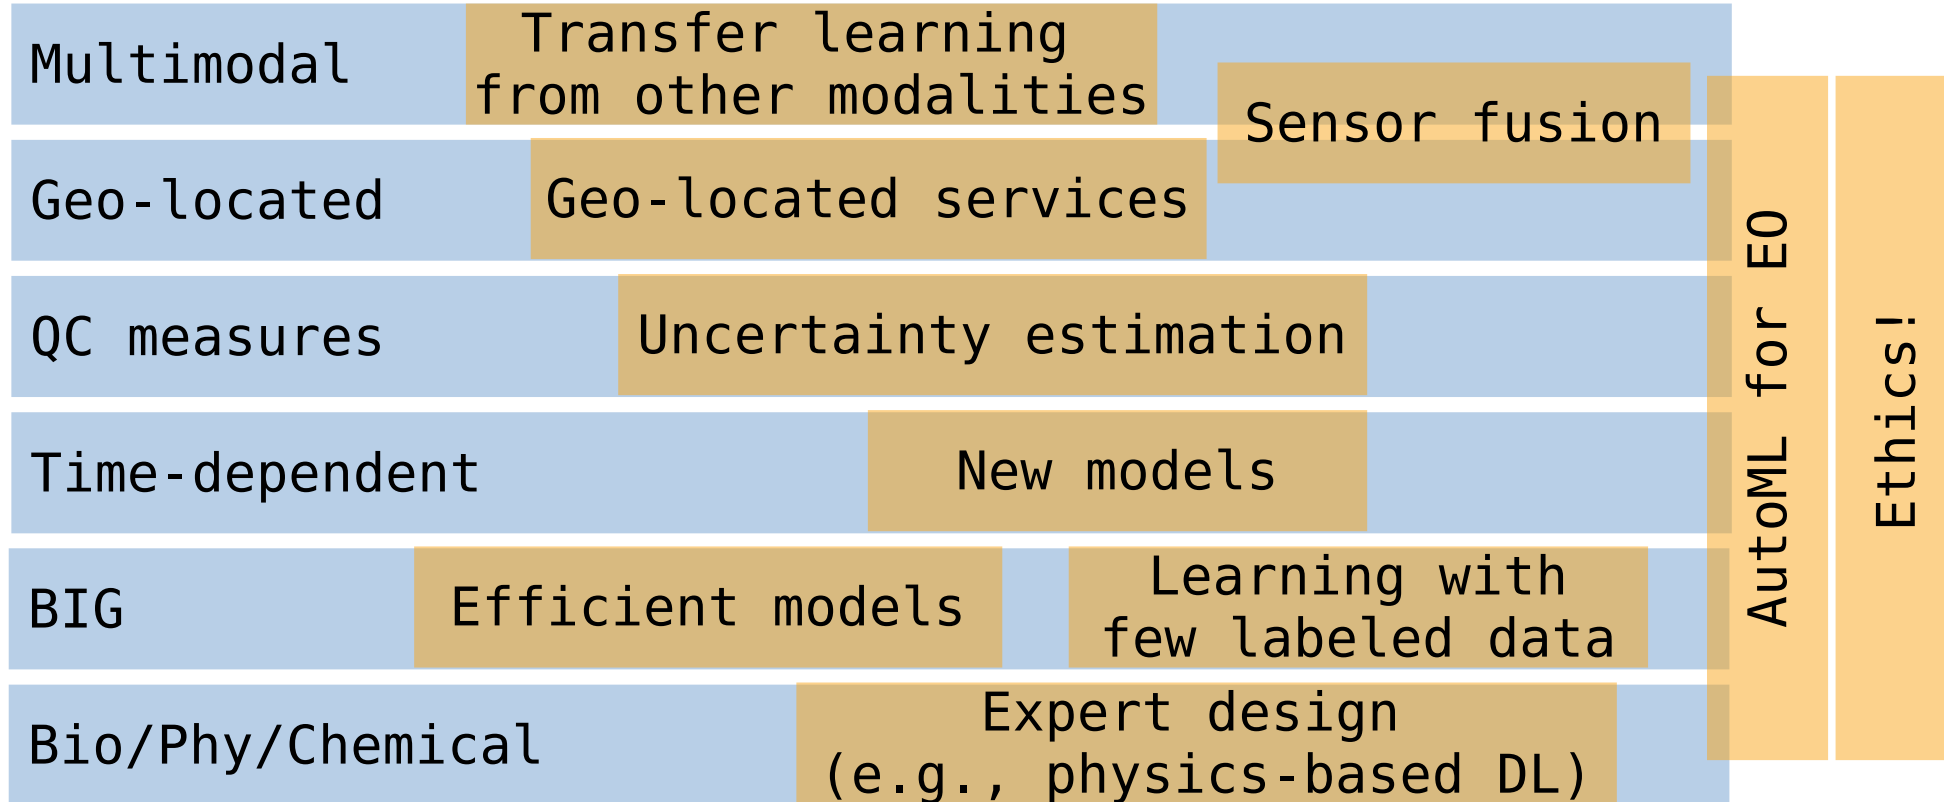 Multimodal
Transfer learning
from other modalities
Sensor fusion
Geo-located
Geo-located services
QC measures
Uncertainty estimation
Time-dependent
New models
BIG
Efficient models
Learning with
few labeled data
Bio/Phy/Chemical
Expert design
(e.g., physics-based DL)
AutoML for EO
Ethics!